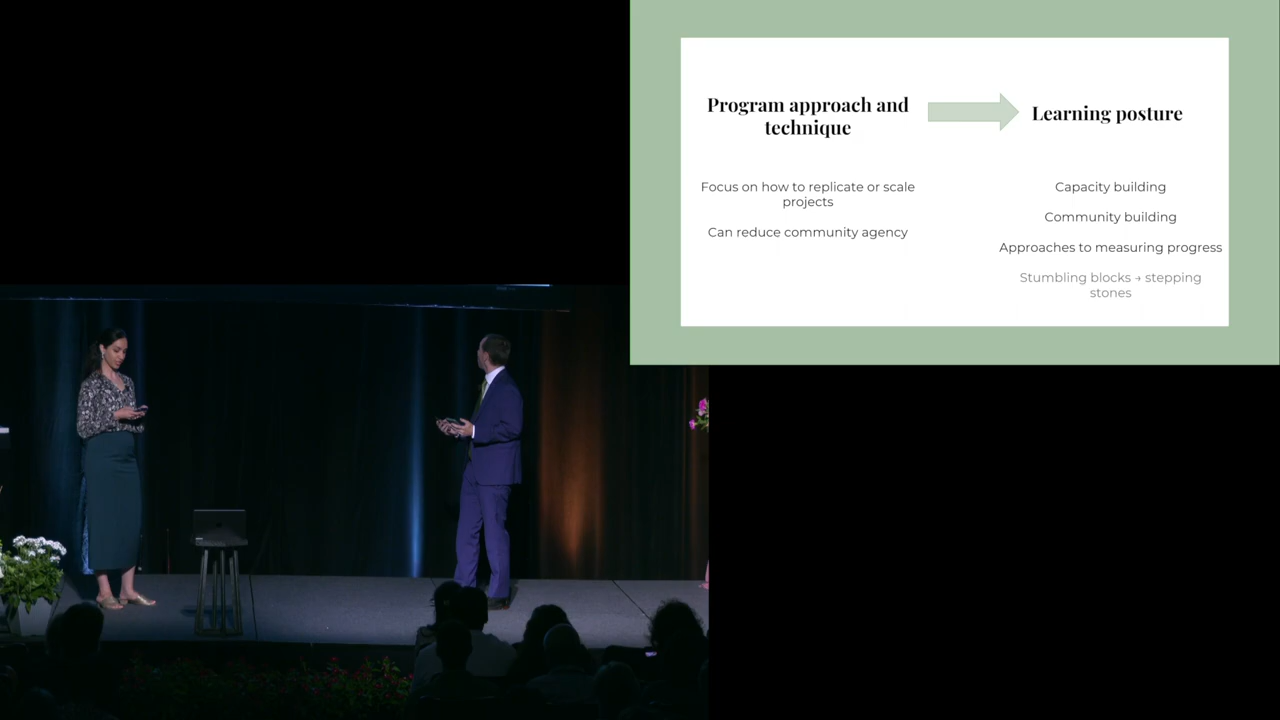 Program approach and
technique
Learning posture
Focus on how to replicate or scale
projects
Can reduce community agency
Capacity building
Community building
Approaches to measuring progress
Stumbling blocks → stepping
stones